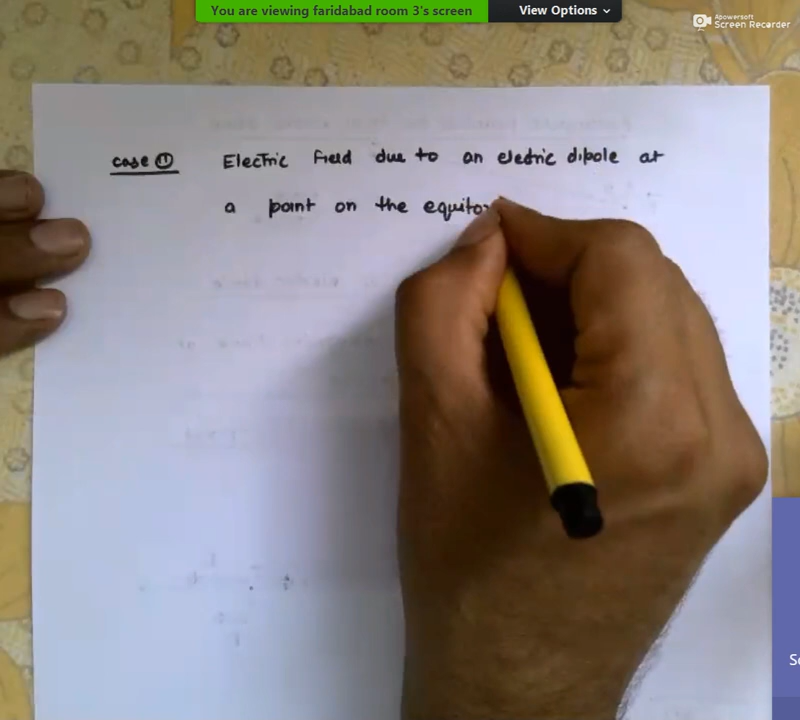 You are viewing faridabad room 3's screen View Options
Apowersoft
Screen Recorder
case ⑪ Electric Field due to an electric dipole at
a point on the equitor